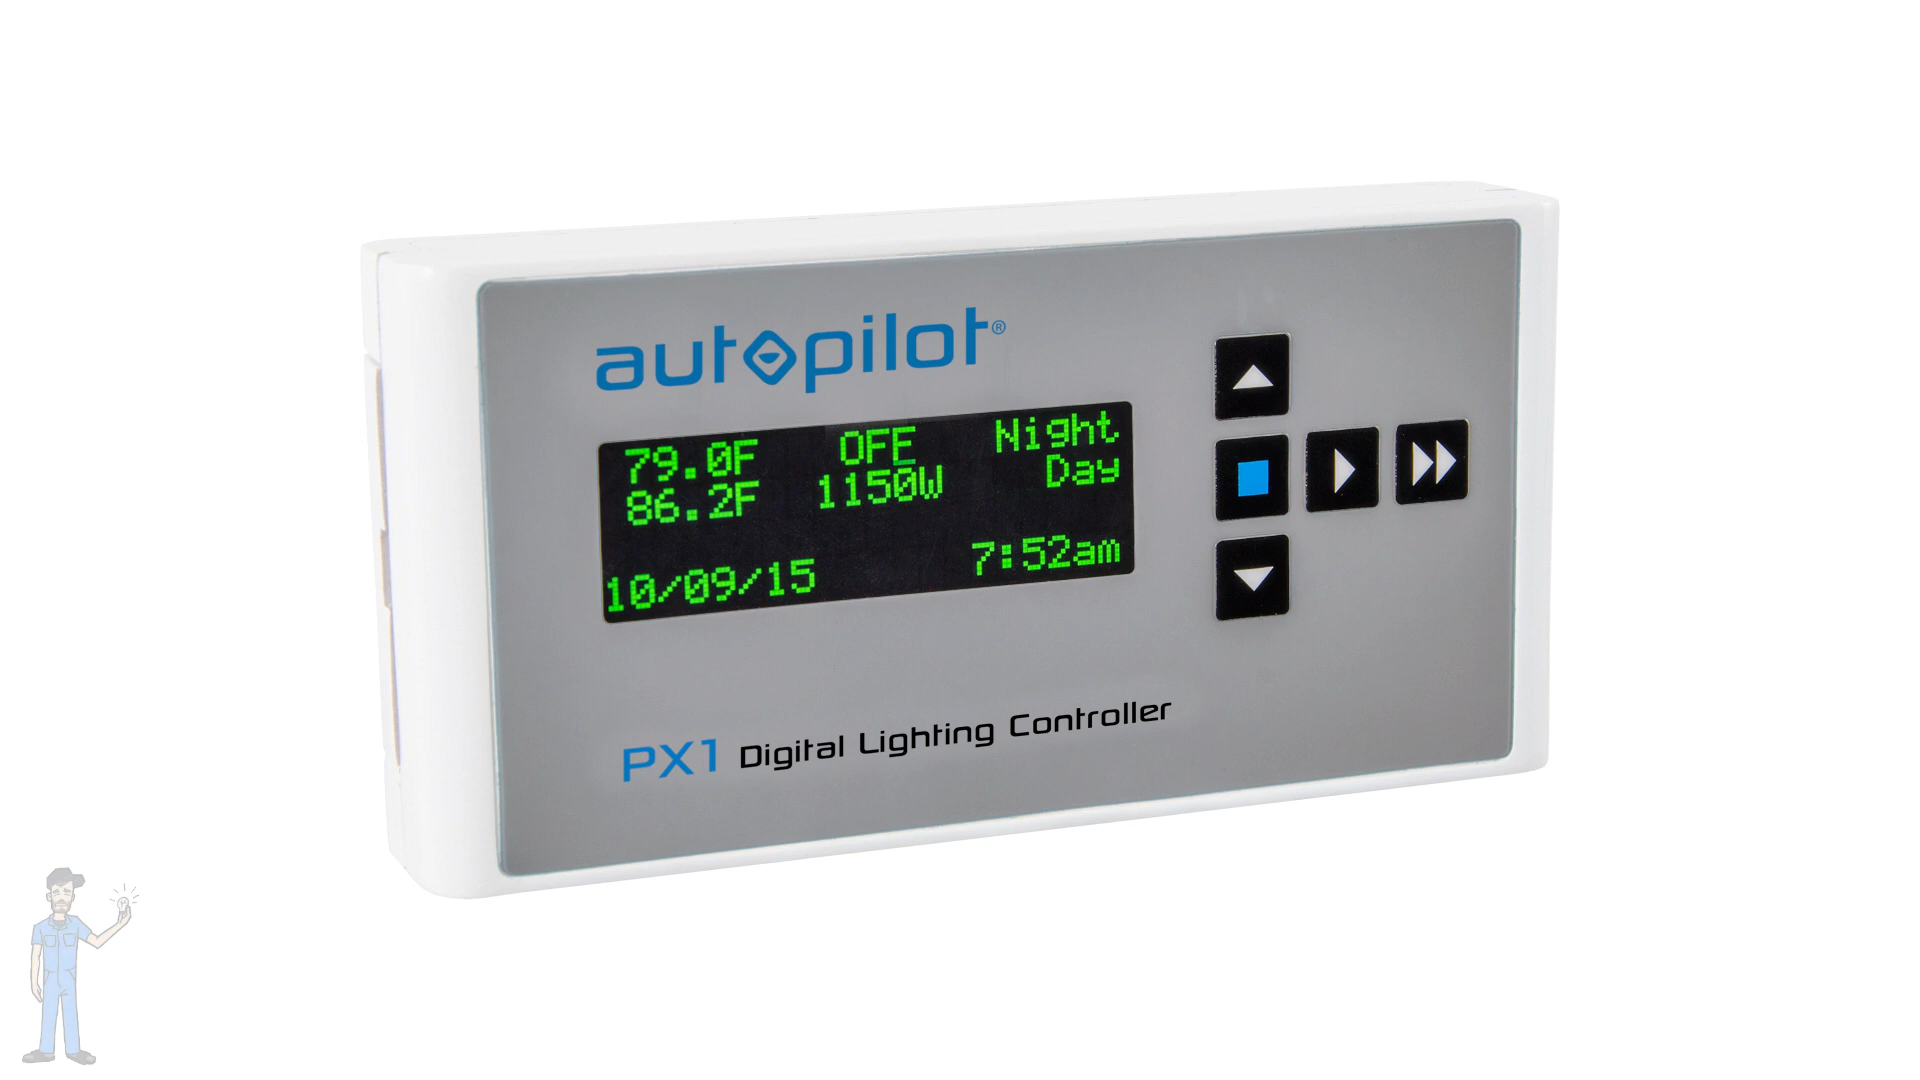 autopilot®
79.0F OFE Night
86.2F 1150W Day
10/09/15 7:52am
PX1 Digital Lighting Controller